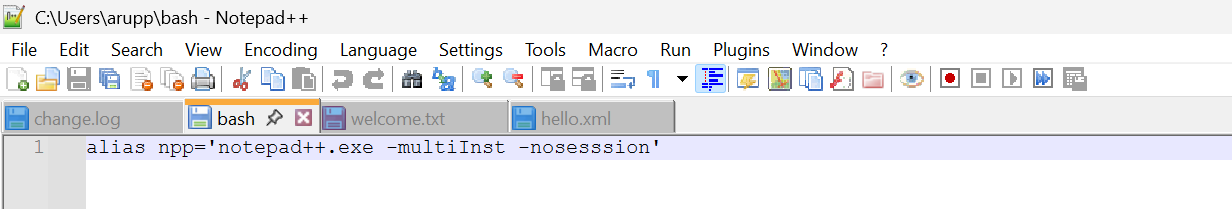 C:\Users\arupp\bash - Notepad++
File Edit Search View Encoding Language Settings Tools Macro Run Plugins Window ?
change.log bash welcome.txt hello.xml
1 alias npp='notepad++.exe -multiInst -nosesssion'